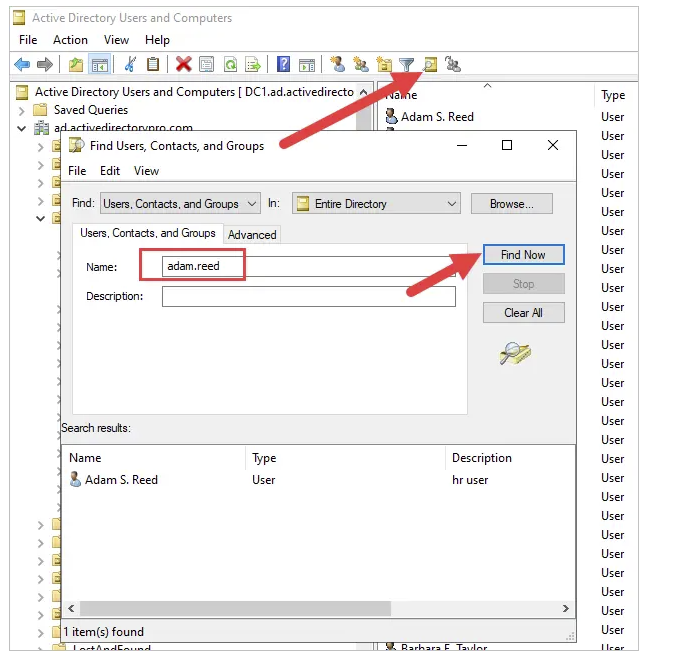 Active Directory Users and Computers
File Action View Help
Active Directory Users and Computers [ DC1.ad.activedirecto
Name Type
Saved Queries
Adam S. Reed User
ad.activedirectorypro.com
User
Find Users, Contacts, and Groups
User
File Edit View
User
User
Find: Users, Contacts, and Groups In: Entire Directory Browse...
User
User
Users, Contacts, and Groups Advanced
User
Name: adam.reed Find Now
User
User
Description: Stop
User
Clear All
User
User
User
User
User
User
Search results:
User
User
Name Type Description
User
Adam S. Reed User hr user
User
User
User
User
User
User
User
1 item(s) found
User
LostAndFound Barbara F. Taylor User